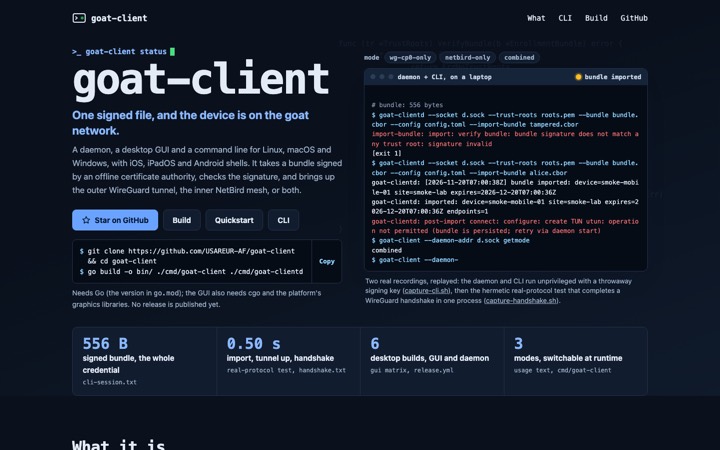 goat-client
What CLI Build GitHub
>_ goat-client status
goat-client
One signed file, and the device is on the goat
network.
A daemon, a desktop GUI and a command line for Linux, macOS and
Windows, with iOS, iPadOS and Android shells. It takes a bundle signed
by an offline certificate authority, checks the signature, and brings up
the outer WireGuard tunnel, the inner NetBird mesh, or both.
Star on GitHub Build Quickstart CLI
$ git clone https://github.com/USAREUR-AF/goat-client
&& cd goat-client
$ go build -o bin/ ./cmd/goat-client ./cmd/goat-clientd
Copy
Needs Go (the version in go.mod); the GUI also needs cgo and the platform's
graphics libraries. No release is published yet.
mode wg-cp0-only netbird-only combined
daemon + CLI, on a laptop bundle imported
# bundle: 556 bytes
$ goat-clientd --socket d.sock --trust-roots roots.pem --bundle bundle.
cbor --config config.toml --import-bundle tampered.cbor
import-bundle: import: verify bundle: bundle signature does not match a
ny trust root: signature invalid
[exit 1]
$ goat-clientd --socket d.sock --trust-roots roots.pem --bundle bundle.
cbor --config config.toml --import-bundle alice.cbor
goat-clientd: [2026-11-20T07:00:38Z] bundle imported: device=smoke-mobi
le-01 site=smoke-lab expires=2026-12-20T07:00:36Z
goat-clientd: imported: device=smoke-mobile-01 site=smoke-lab expires=2
026-12-20T07:00:36Z endpoints=1
goat-clientd: post-import connect: configure: create TUN utun: operatio
n not permitted (bundle is persisted; retry via daemon start)
$ goat-client --daemon-addr d.sock getmode
combined
$ goat-client --daemon-
Two real recordings, replayed: the daemon and CLI run unprivileged with a throwaway
signing key (capture-cli.sh), then the hermetic real-protocol test that completes a
WireGuard handshake in one process (capture-handshake.sh).
556 B
signed bundle, the whole
credential
cli-session.txt
0.50 s
import, tunnel up, handshake
real-protocol test, handshake.txt
6
desktop builds, GUI and daemon
gui matrix, release.yml
3
modes, switchable at runtime
usage text, cmd/goat-client
What it is